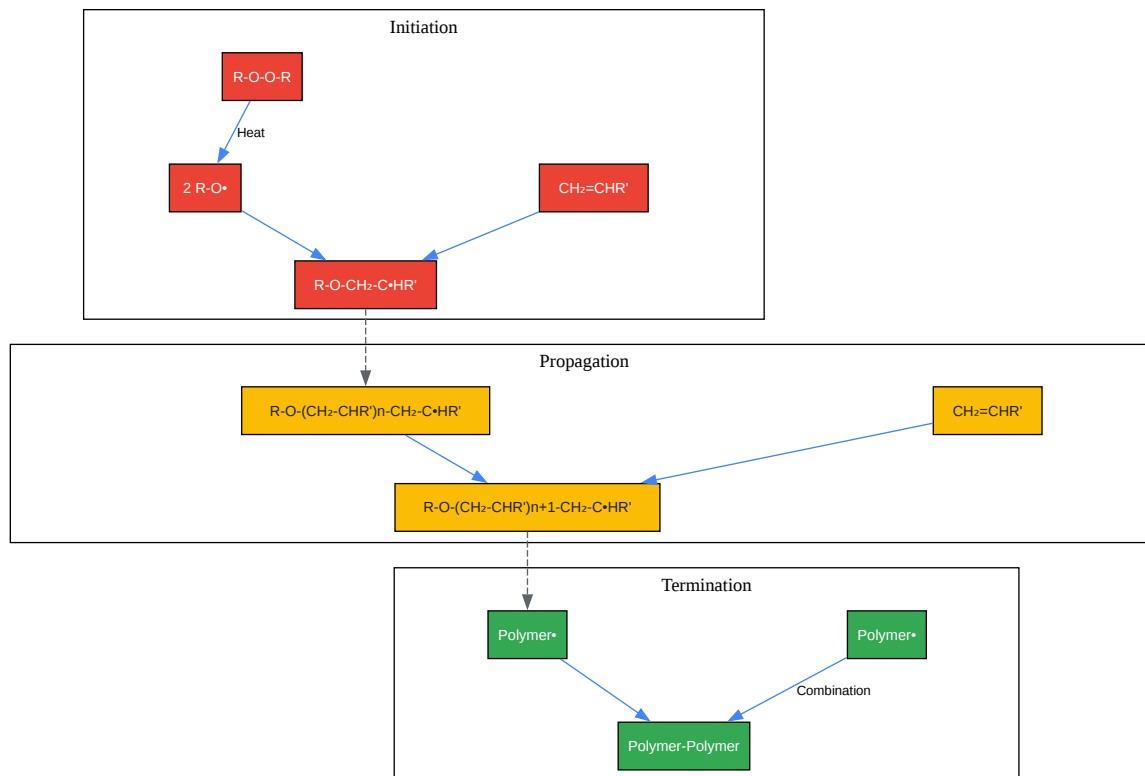 Initiation
R-O-O-R
Heat
2 R-O•
CH₂=CHR'
R-O-CH₂-C•HR'
Propagation
R-O-(CH₂-CHR')n-CH₂-C•HR'
CH₂=CHR'
R-O-(CH₂-CHR')n+1-CH₂-C•HR'
Termination
Polymer•
Polymer•
Combination
Polymer-Polymer